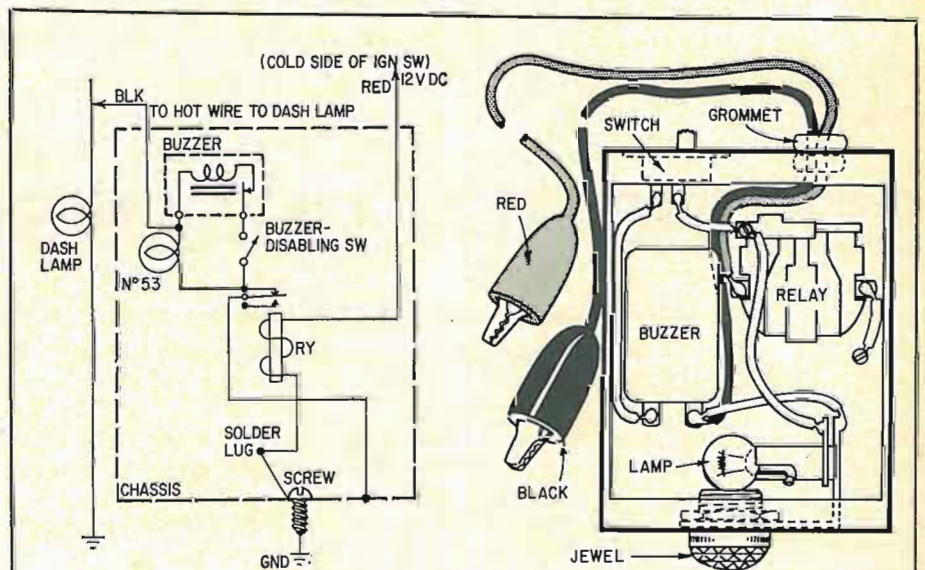 (COLD SIDE OF IGN SW)
RED 12V DC
BLK
TO HOT WIRE TO DASH LAMP
BUZZER
BUZZER-
DISABLING SW
DASH
LAMP
Nº53
RY
SOLDER
LUG
SCREW
CHASSIS
GND
GROMMET
SWITCH
RED
RELAY
BUZZER
LAMP
BLACK
JEWEL